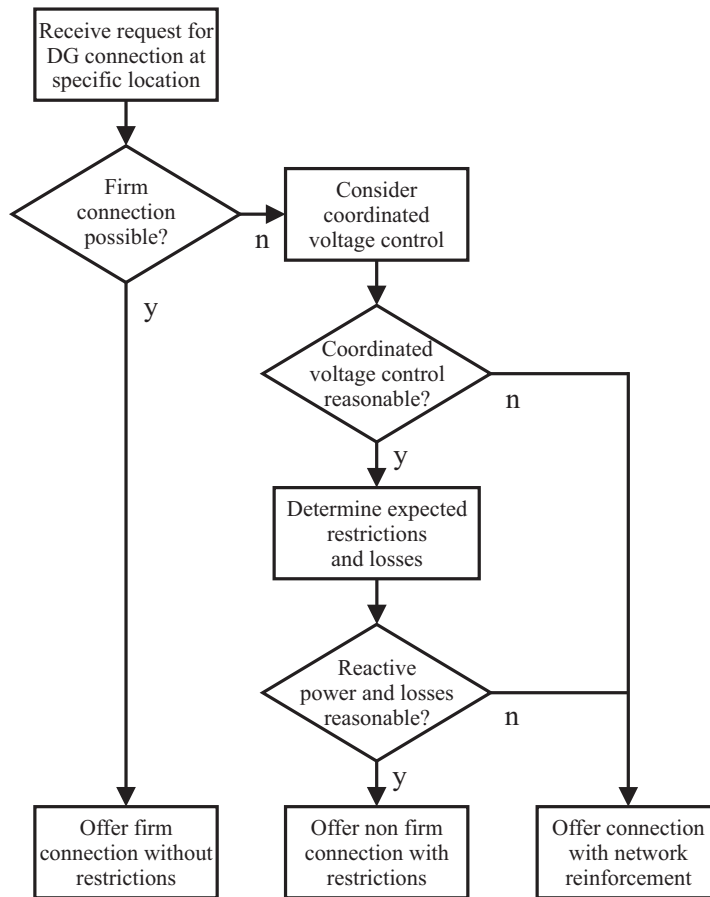 Receive request for
DG connection at
specific location
Firm
connection
possible?
n
y
Consider
coordinated
voltage control
Coordinated
voltage control
reasonable?
n
y
Determine expected
restrictions
and losses
Reactive
power and losses
reasonable?
n
y
Offer firm
connection without
restrictions
Offer non firm
connection with
restrictions
Offer connection
with network
reinforcement